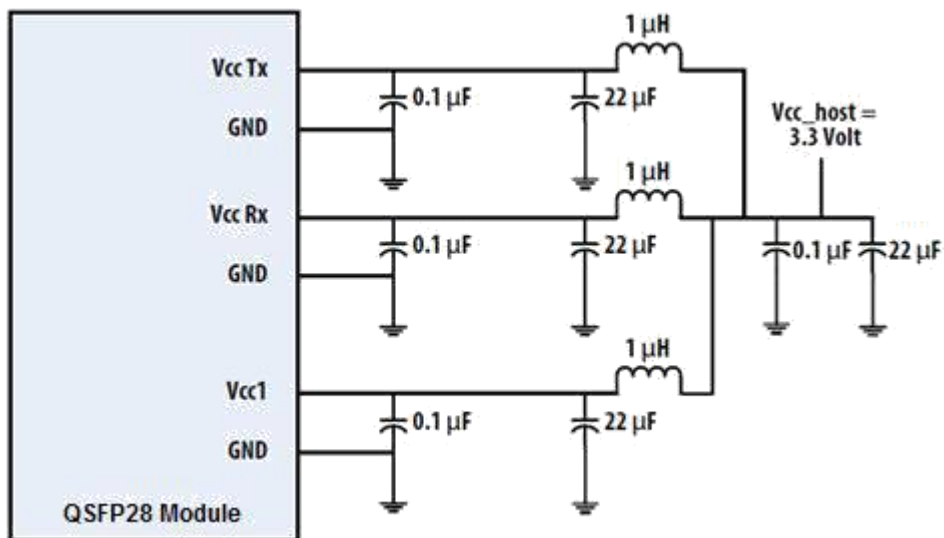 1 µH
Vcc Tx
0.1 µF
22 µF
Vcc_host =
3.3 Volt
GND
1 µH
Vcc Rx
0.1 µF
22 µF
0.1 µF
22 µF
GND
1 µH
Vcc1
0.1 µF
22 µF
GND
QSFP28 Module